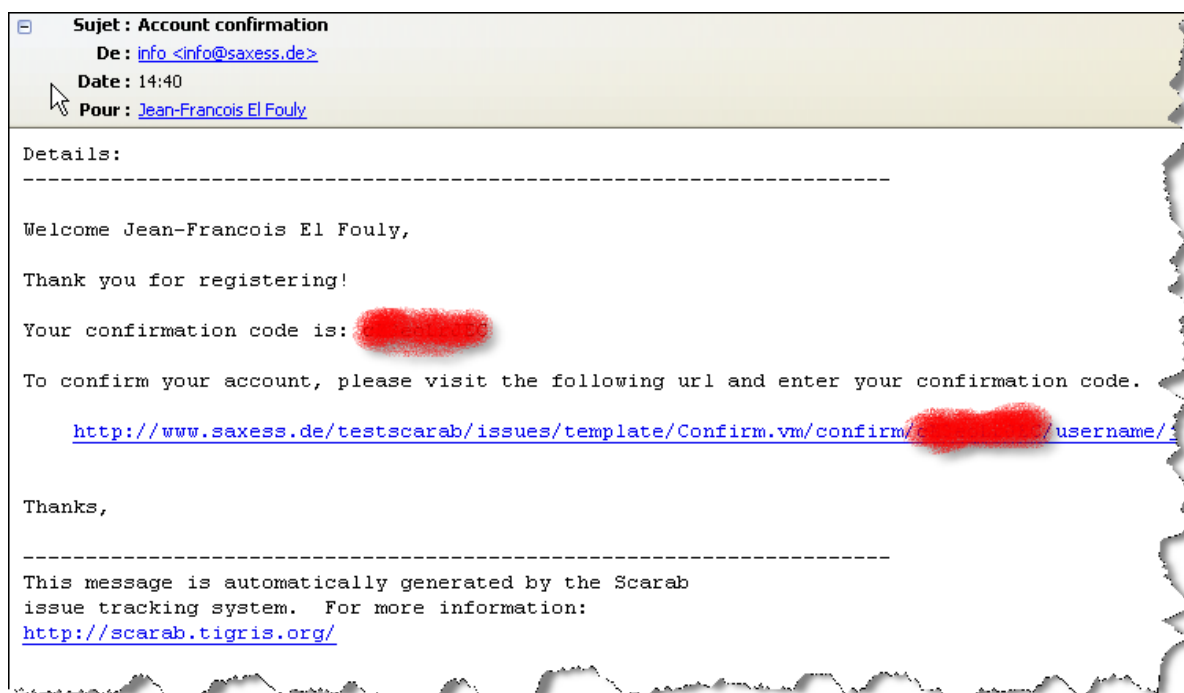 Sujet : Account confirmation
De : info <info@saxess.de>
Date : 14:40
Pour : Jean-Francois El Fouly
Details:
---------------------------------------------------------------------
Welcome Jean-Francois El Fouly,
Thank you for registering!
Your confirmation code is:
To confirm your account, please visit the following url and enter your confirmation code.
http://www.saxess.de/testscarab/issues/template/Confirm.vm/confirm/ /username/
Thanks,
---------------------------------------------------------------------
This message is automatically generated by the Scarab
issue tracking system.  For more information:
http://scarab.tigris.org/